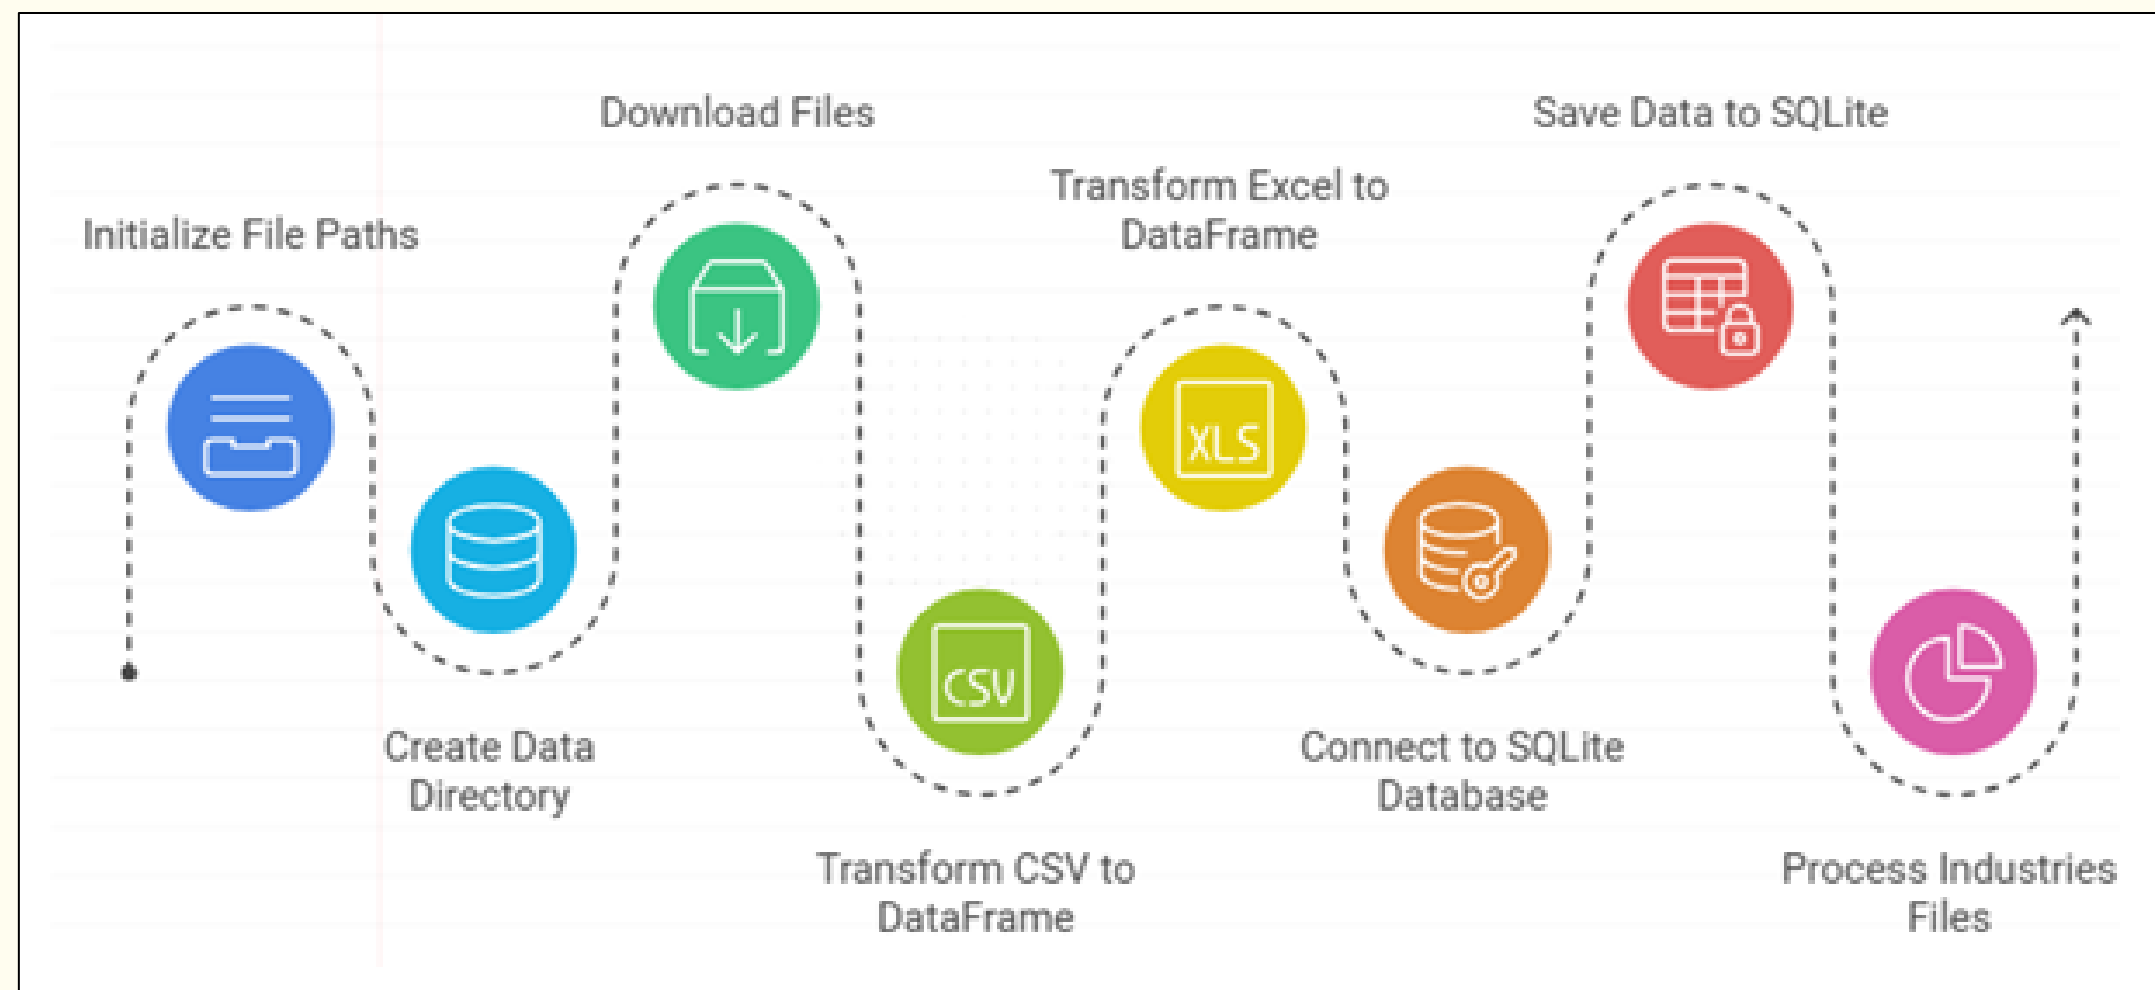 Initialize File Paths
Create Data
Directory
Download Files
CSV
Transform CSV to
DataFrame
Transform Excel to
DataFrame
XLS
Connect to SQLite
Database
Save Data to SQLite
Process Industries
Files